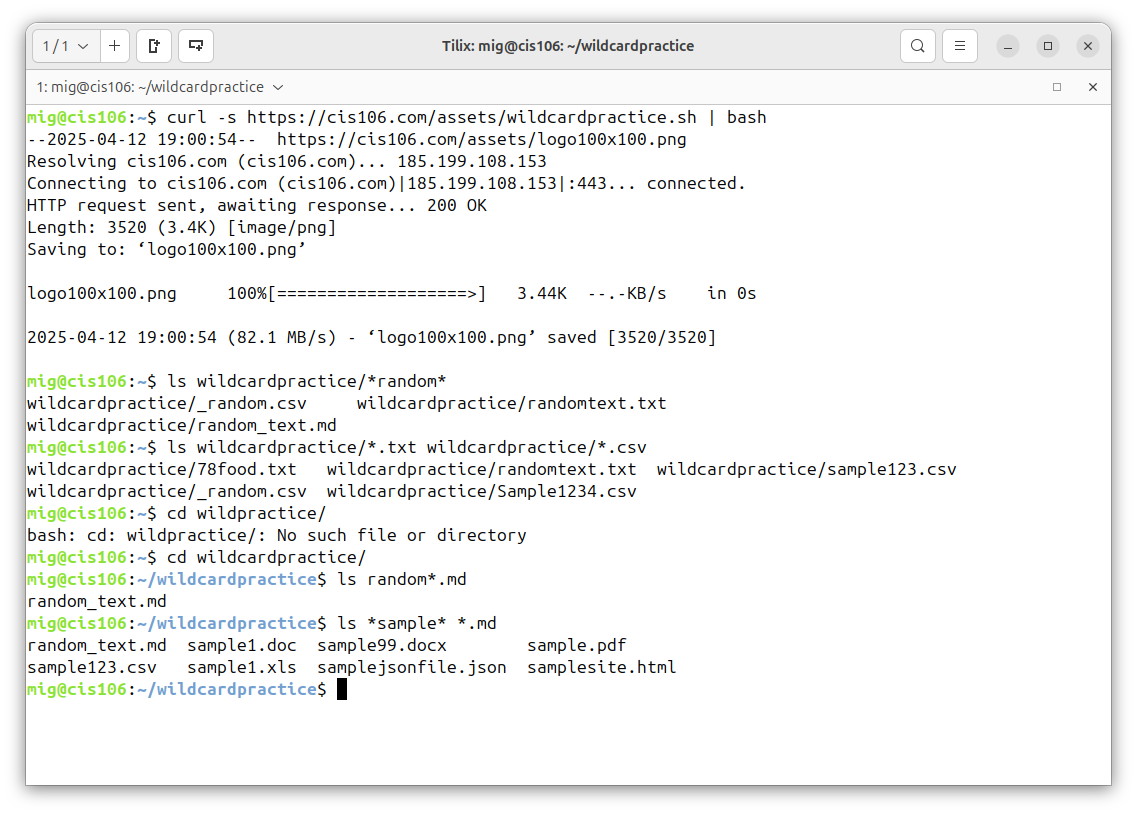 1 / 1
Tilix: mig@cis106: ~/wildcardpractice
1: mig@cis106: ~/wildcardpractice
mig@cis106:~$ curl -s https://cis106.com/assets/wildcardpractice.sh | bash
--2025-04-12 19:00:54--  https://cis106.com/assets/logo100x100.png
Resolving cis106.com (cis106.com)... 185.199.108.153
Connecting to cis106.com (cis106.com)|185.199.108.153|:443... connected.
HTTP request sent, awaiting response... 200 OK
Length: 3520 (3.4K) [image/png]
Saving to: ‘logo100x100.png’
logo100x100.png     100%[===================>]   3.44K  --.-KB/s    in 0s
2025-04-12 19:00:54 (82.1 MB/s) - ‘logo100x100.png’ saved [3520/3520]
mig@cis106:~$ ls wildcardpractice/*random*
wildcardpractice/_random.csv     wildcardpractice/randomtext.txt
wildcardpractice/random_text.md
mig@cis106:~$ ls wildcardpractice/*.txt wildcardpractice/*.csv
wildcardpractice/78food.txt   wildcardpractice/randomtext.txt  wildcardpractice/sample123.csv
wildcardpractice/_random.csv  wildcardpractice/Sample1234.csv
mig@cis106:~$ cd wildpractice/
bash: cd: wildpractice/: No such file or directory
mig@cis106:~$ cd wildcardpractice/
mig@cis106:~/wildcardpractice$ ls random*.md
random_text.md
mig@cis106:~/wildcardpractice$ ls *sample* *.md
random_text.md  sample1.doc  sample99.docx        sample.pdf
sample123.csv   sample1.xls  samplejsonfile.json  samplesite.html
mig@cis106:~/wildcardpractice$